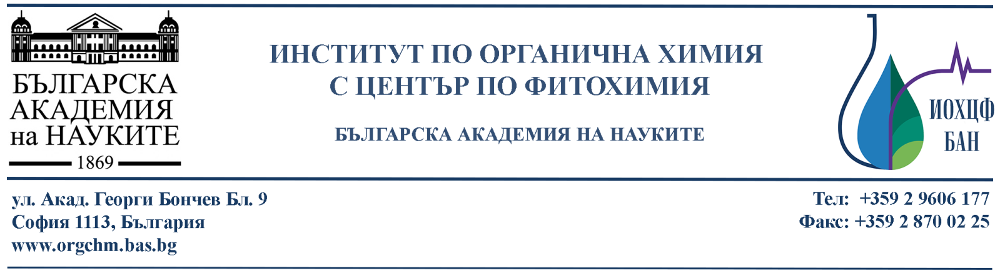 БЪЛГАРСКА
АКАДЕМИЯ
на НАУКИТЕ
1869
ИНСТИТУТ ПО ОРГАНИЧНА ХИМИЯ
С ЦЕНТЪР ПО ФИТОХИМИЯ
БЪЛГАРСКА АКАДЕМИЯ НА НАУКИТЕ
ИОХЦФ
БАН
ул. Акад. Георги Бончев Бл. 9
София 1113, България
www.orgchm.bas.bg
Тел: +359 2 9606 177
Факс: +359 2 870 02 25